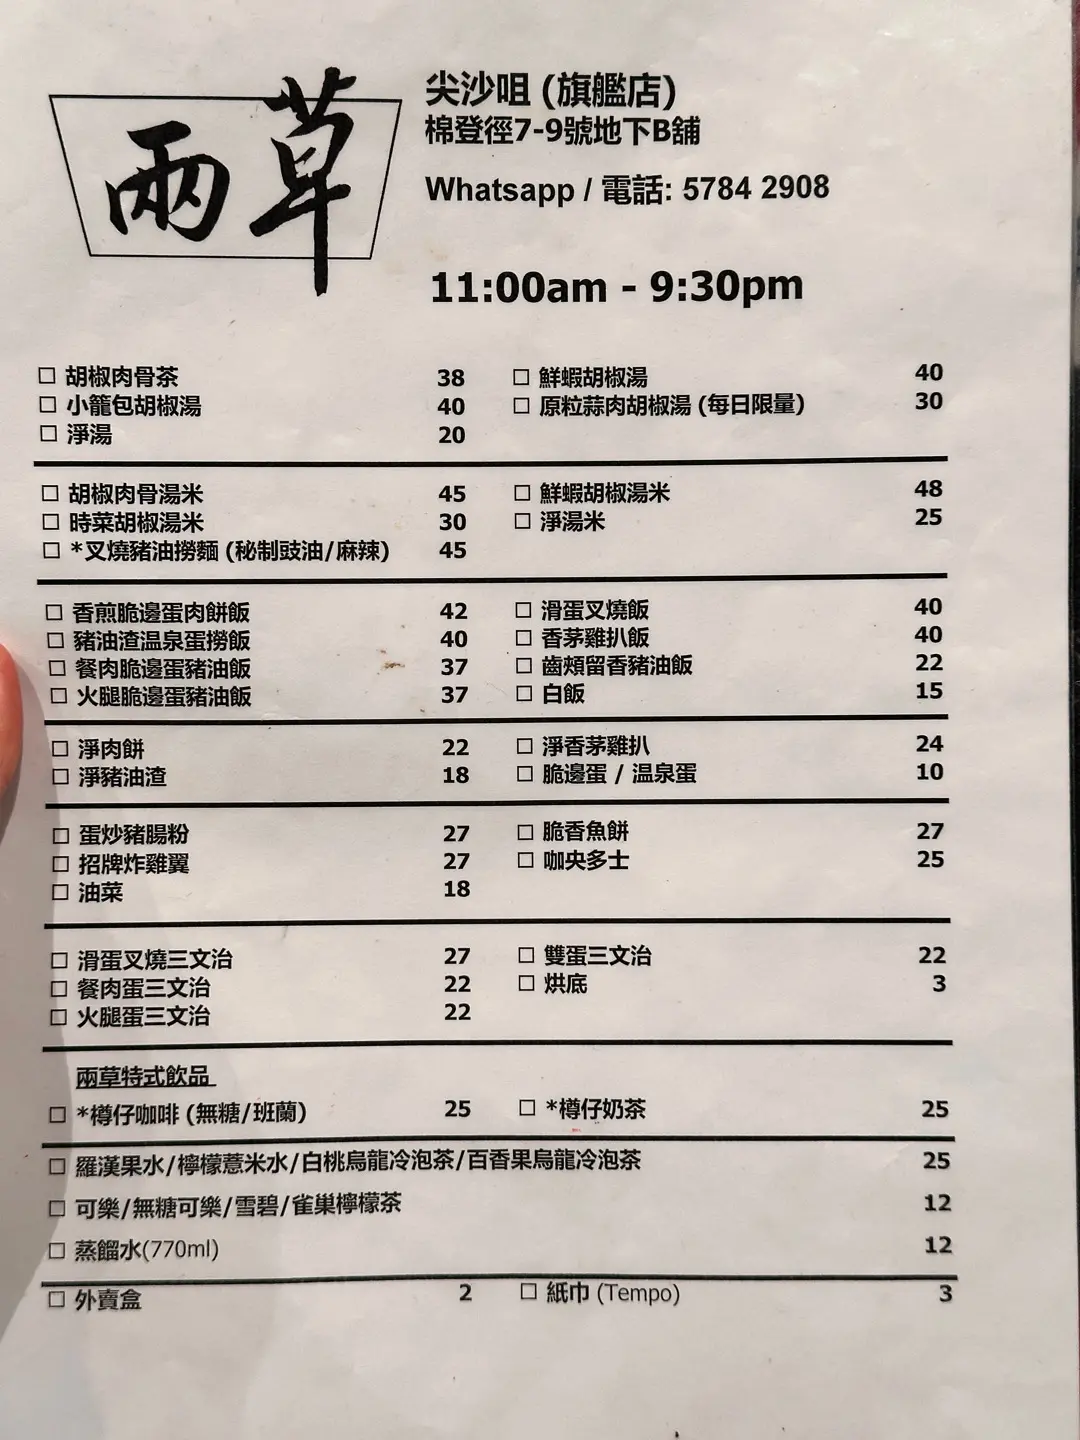 兩草
尖沙咀 (旗艦店)
棉登徑7-9號地下B舖
Whatsapp / 電話: 5784 2908
11:00am - 9:30pm
□ 胡椒肉骨茶 38 □ 鮮蝦胡椒湯 40
□ 小籠包胡椒湯 40 □ 原粒蒜肉胡椒湯 (每日限量) 30
□ 淨湯 20
□ 胡椒肉骨湯米 45 □ 鮮蝦胡椒湯米 48
□ 時菜胡椒湯米 30 □ 淨湯米 25
□ *叉燒豬油撈麵 (秘制豉油/麻辣) 45
□ 香煎脆邊蛋肉餅飯 42 □ 滑蛋叉燒飯 40
□ 豬油渣温泉蛋撈飯 40 □ 香茅雞扒飯 40
□ 餐肉脆邊蛋豬油飯 37 □ 齒頰留香豬油飯 22
□ 火腿脆邊蛋豬油飯 37 □ 白飯 15
□ 淨肉餅 22 □ 淨香茅雞扒 24
□ 淨豬油渣 18 □ 脆邊蛋 / 温泉蛋 10
□ 蛋炒豬腸粉 27 □ 脆香魚餅 27
□ 招牌炸雞翼 27 □ 咖央多士 25
□ 油菜 18
□ 滑蛋叉燒三文治 27 □ 雙蛋三文治 22
□ 餐肉蛋三文治 22 □ 烘底 3
□ 火腿蛋三文治 22
兩草特式飲品
□ *樽仔咖啡 (無糖/班蘭) 25 □ *樽仔奶茶 25
□ 羅漢果水/檸檬薏米水/白桃烏龍冷泡茶/百香果烏龍冷泡茶 25
□ 可樂/無糖可樂/雪碧/雀巢檸檬茶 12
□ 蒸餾水(770ml) 12
□ 外賣盒 2 □ 紙巾 (Tempo) 3